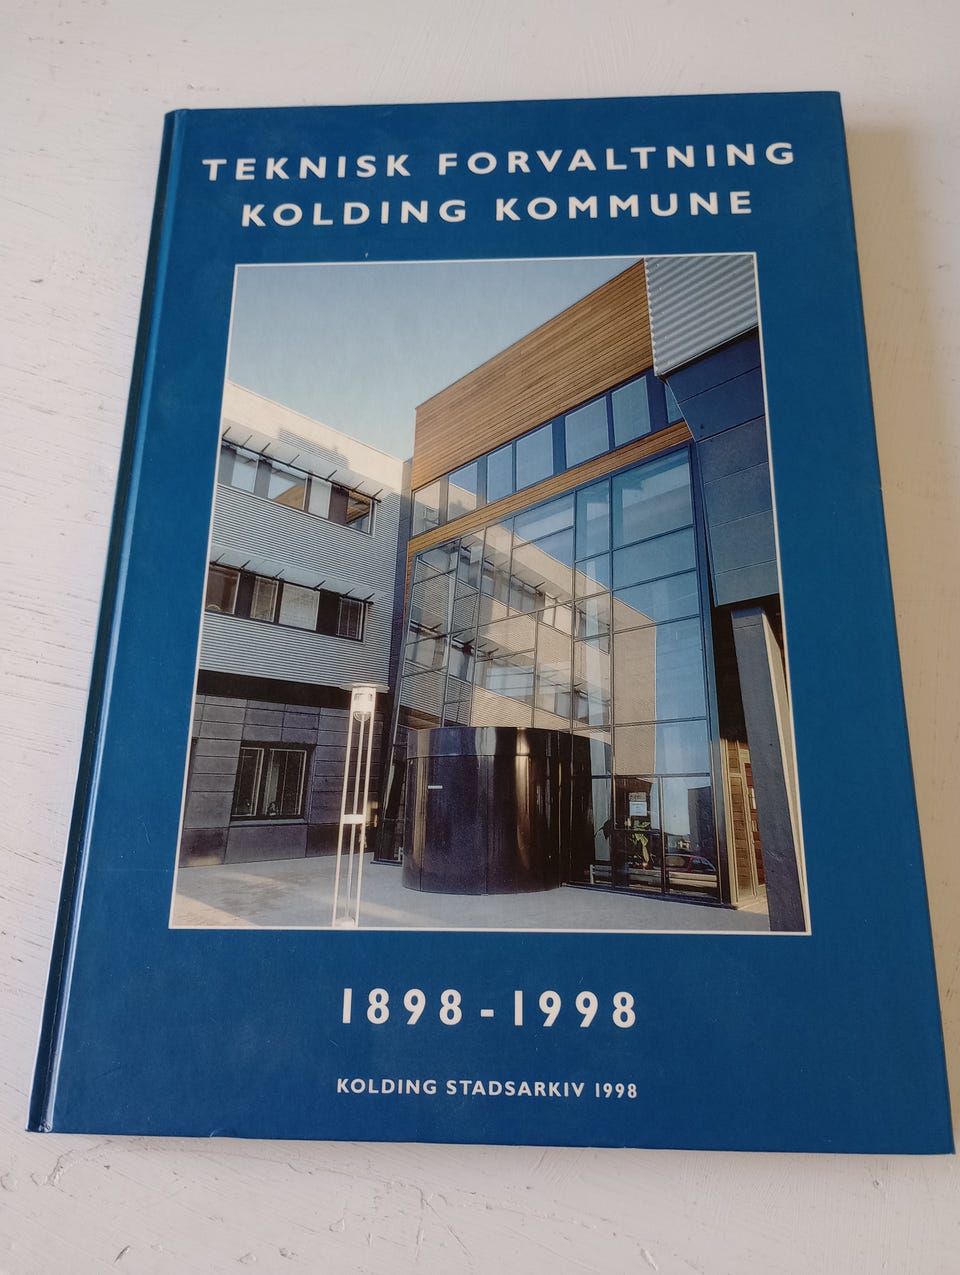 TEKNISK FORVALTNING
KOLDING KOMMUNE
1898-1998
KOLDING STADSARKIV 1998